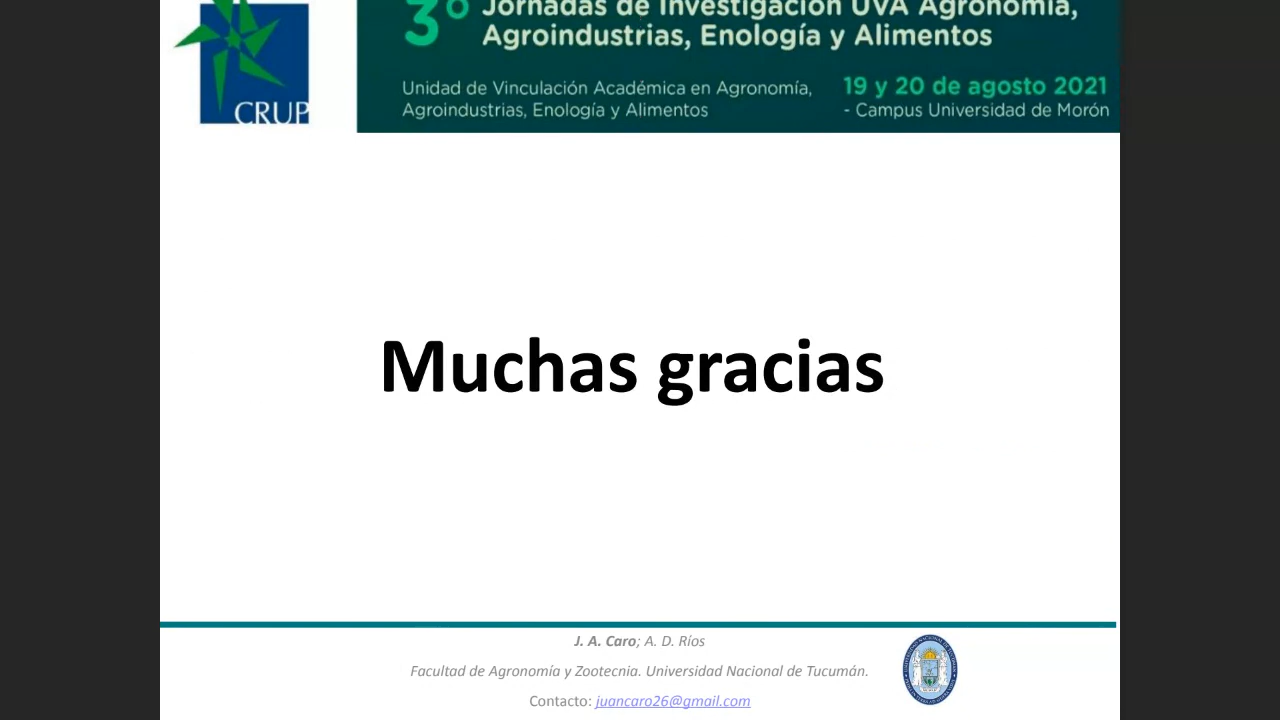 3° Jornadas de Investigación UVA Agronomía,
Agroindustrias, Enología y Alimentos
Unidad de Vinculación Académica en Agronomía,
Agroindustrias, Enología y Alimentos
19 y 20 de agosto 2021
- Campus Universidad de Morón
CRUP
Muchas gracias
J. A. Caro; A. D. Ríos
Facultad de Agronomía y Zootecnia. Universidad Nacional de Tucumán.
Contacto: juancaro26@gmail.com